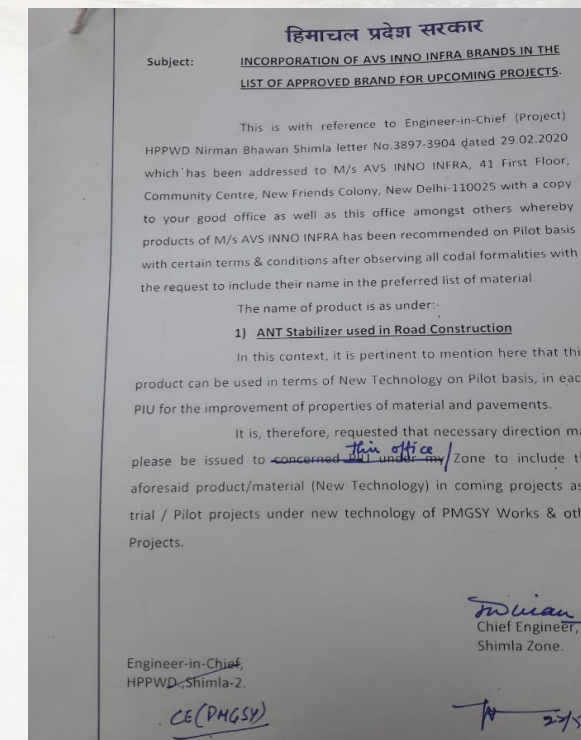 हिमाचल प्रदेश सरकार
Subject: INCORPORATION OF AVS INNO INFRA BRANDS IN THE
LIST OF APPROVED BRAND FOR UPCOMING PROJECTS.
This is with reference to Engineer-in-Chief (Project)
HPPWD Nirman Bhawan Shimla letter No.3897-3904 dated 29.02.2020
which has been addressed to M/s AVS INNO INFRA, 41 First Floor,
Community Centre, New Friends Colony, New Delhi-110025 with a copy
to your good office as well as this office amongst others whereby
products of M/s AVS INNO INFRA has been recommended on Pilot basis
with certain terms & conditions after observing all codal formalities with
the request to include their name in the preferred list of material.
The name of product is as under:-
1) ANT Stabilizer used in Road Construction
In this context, it is pertinent to mention here that thi
product can be used in terms of New Technology on Pilot basis, in eac
PIU for the improvement of properties of material and pavements.
It is, therefore, requested that necessary direction ma
this office
please be issued to concerned PIU under my/Zone to include t
aforesaid product/material (New Technology) in coming projects as
trial / Pilot projects under new technology of PMGSY Works & oth
Projects.
Chief Engineer,
Shimla Zone.
Engineer-in-Chief,
HPPWD.,Shimla-2.
CE(PMGSY)